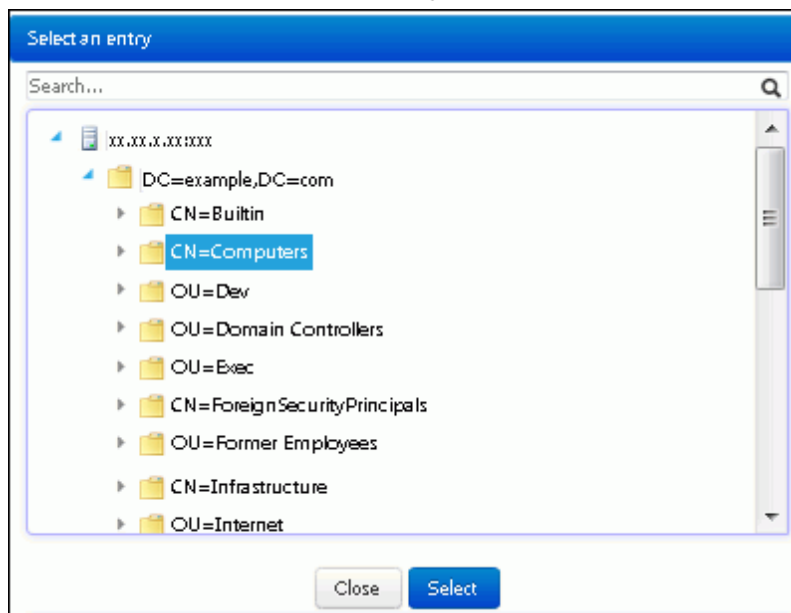 Select an entry
Search...
xx.xx.x.xx:xxx
DC=example,DC=com
CN=Builtin
CN=Computers
OU=Dev
OU=Domain Controllers
OU=Exec
CN=ForeignSecurityPrincipals
OU=Former Employees
CN=Infrastructure
OU=Internet
Close Select